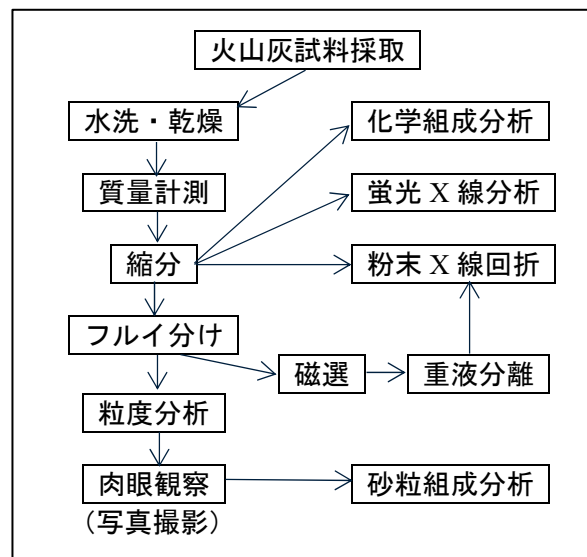 火山灰試料採取
水洗・乾燥
化学組成分析
質量計測
蛍光 X 線分析
縮分
粉末 X 線回折
フルイ分け
磁選
重液分離
粒度分析
肉眼観察
砂粒組成分析
（写真撮影）